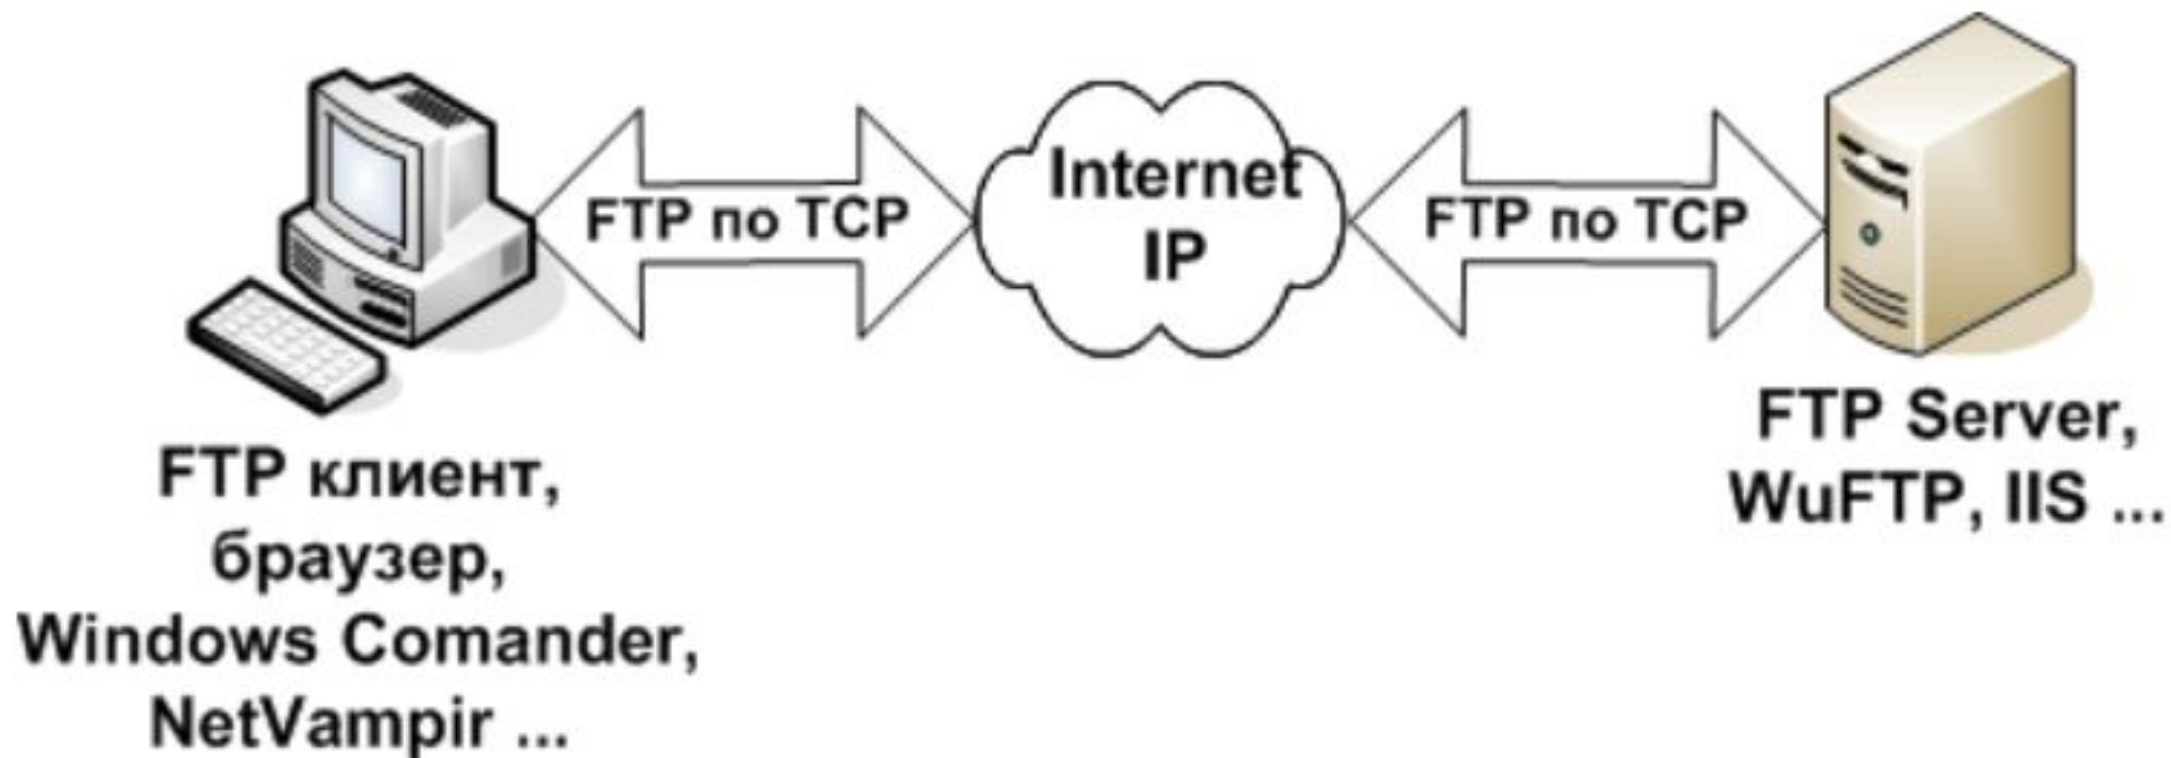 FTP по TCP
Internet
IP
FTP по TCP
FTP клиент,
браузер,
Windows Comander,
NetVampir ...
FTP Server,
WuFTP, IIS ...